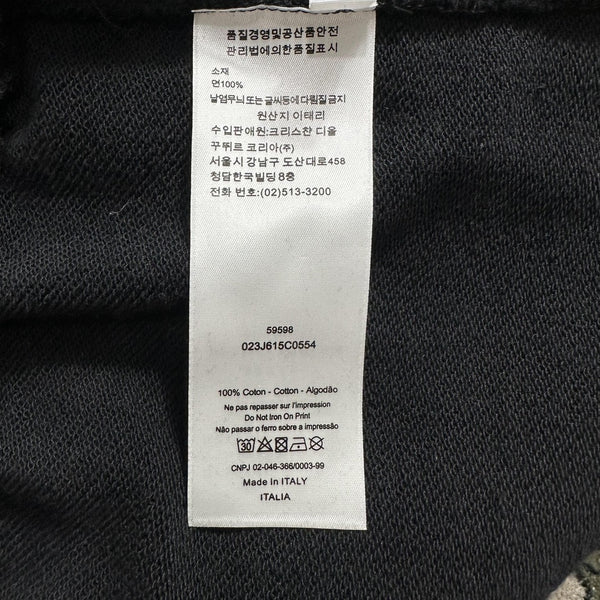 품질경영및공산품안전
관리법에의한품질표시
소재
면100%
날염무늬또는글씨등에다림질금지
원산지 이태리
수입판매원:크리스챤 디올
꾸뛰르 코리아(주)
서울시강남구 도산대로458
청담한국빌딩8층
전화 번호:(02)513-3200
59598
023J615C0554
100% Coton - Cotton - Algodão
Ne pas repasser sur l'impression
Do Not Iron On Print
Não passar o ferro sobre a impressão
30
CNPJ 02-046-366/0003-99
Made In ITALY
ITALIA